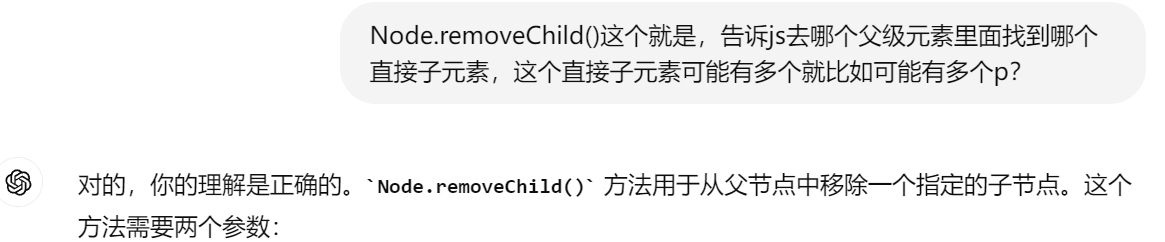 Node.removeChild()这个就是，告诉js去哪个父级元素里面找到哪个
直接子元素，这个直接子元素可能有多个就比如可能有多个p？
对的，你的理解是正确的。`Node.removeChild()` 方法用于从父节点中移除一个指定的子节点。这个
方法需要两个参数：